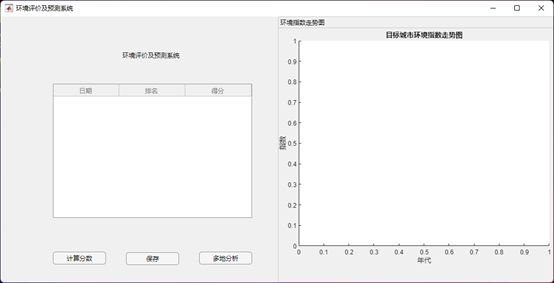 环境评价及预测系统
环境评价及预测系统
日期 排名 得分
计算分数 保存 多地分析
环境指数走势图
目标城市环境指数走势图
1
0.9
0.8
0.7
0.6
0.5
0.4
0.3
0.2
0.1
0
指数
0 0.1 0.2 0.3 0.4 0.5 0.6 0.7 0.8 0.9 1
年代